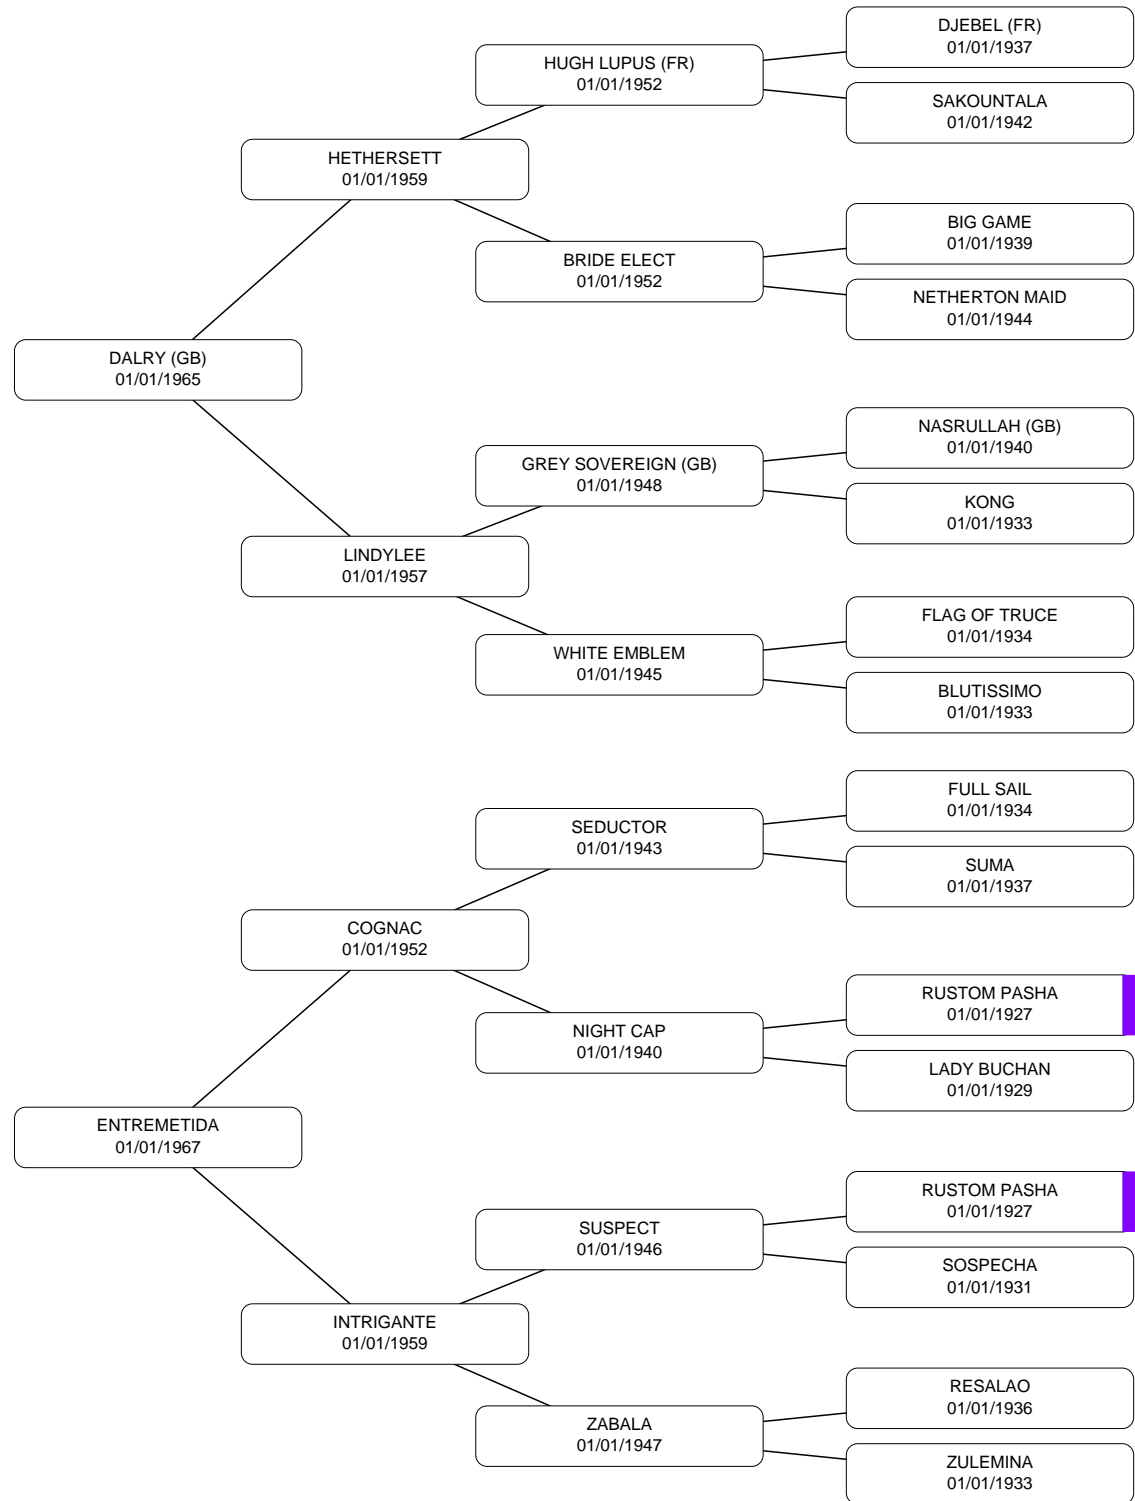 DJEBEL (FR)
01/01/1937
HUGH LUPUS (FR)
01/01/1952
SAKOUNTALA
01/01/1942
HETHERSETT
01/01/1959
BIG GAME
01/01/1939
BRIDE ELECT
01/01/1952
NETHERTON MAID
01/01/1944
DALRY (GB)
01/01/1965
NASRULLAH (GB)
01/01/1940
GREY SOVEREIGN (GB)
01/01/1948
KONG
01/01/1933
LINDYLEE
01/01/1957
FLAG OF TRUCE
01/01/1934
WHITE EMBLEM
01/01/1945
BLUTISSIMO
01/01/1933
FULL SAIL
01/01/1934
SEDUCTOR
01/01/1943
SUMA
01/01/1937
COGNAC
01/01/1952
RUSTOM PASHA
01/01/1927
NIGHT CAP
01/01/1940
LADY BUCHAN
01/01/1929
ENTREMETIDA
01/01/1967
RUSTOM PASHA
01/01/1927
SUSPECT
01/01/1946
SOSPECHA
01/01/1931
INTRIGANTE
01/01/1959
RESALAO
01/01/1936
ZABALA
01/01/1947
ZULEMINA
01/01/1933